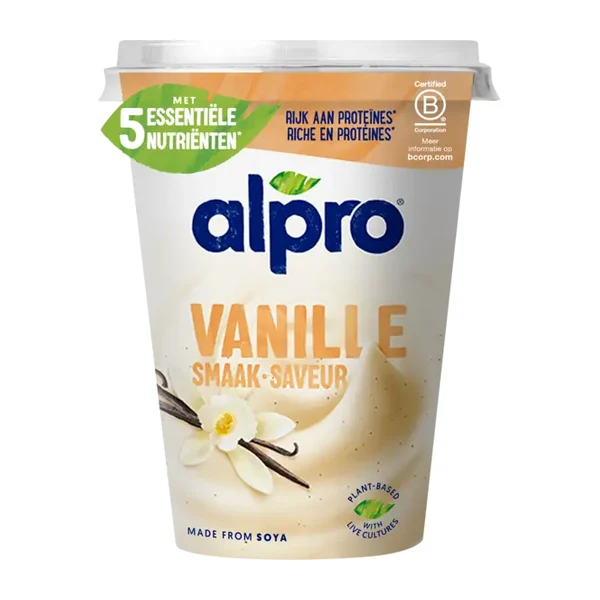 MET
5 ESSENTIËLE
NUTRIËNTEN*
RIJK AAN PROTEÏNES*
RICHE EN PROTÉINES*
Certified
B
Corporation
Meer
informatie op
bcorp.com
alpro®
VANILLE
SMAAK·SAVEUR
PLANT-BASED
WITH
LIVE CULTURES
MADE FROM SOYA